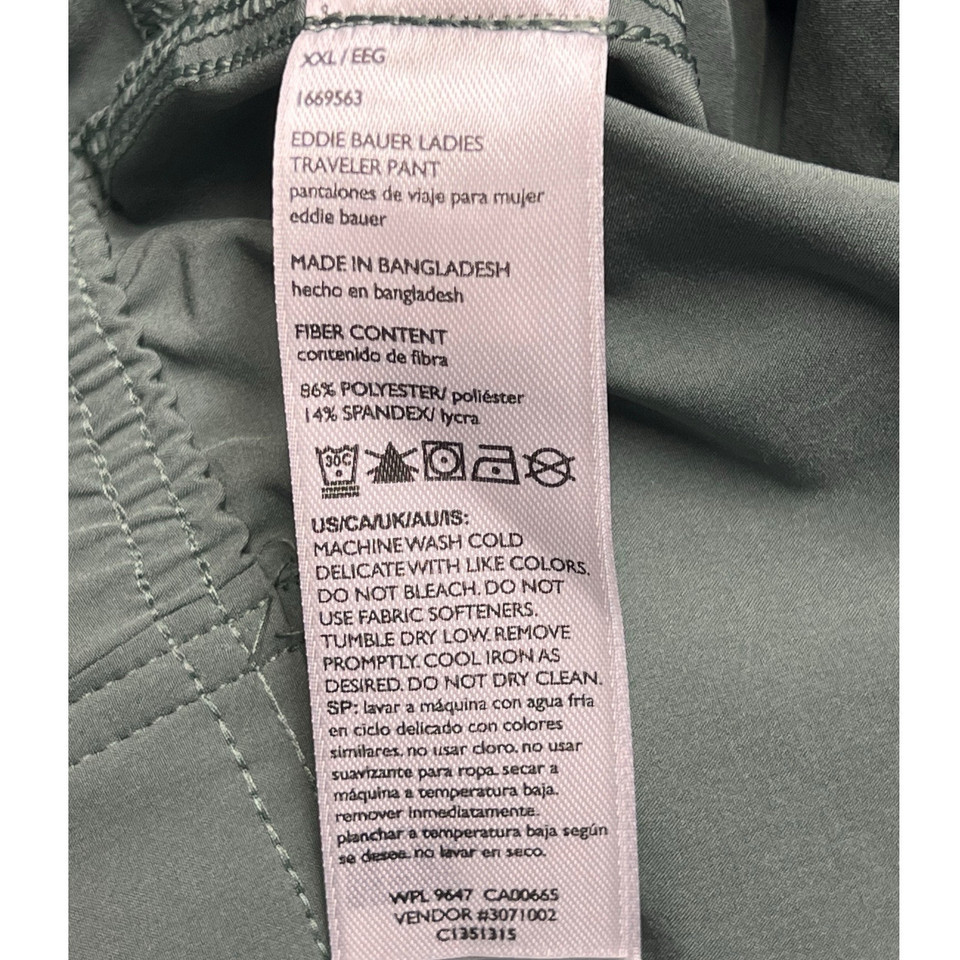 XXL / EEG
1669563
EDDIE BAUER LADIES
TRAVELER PANT
pantalones de viaje para mujer
eddie bauer
MADE IN BANGLADESH
hecho en bangladesh
FIBER CONTENT
contenido de fibra
86% POLYESTER/ poliéster
14% SPANDEX/ lycra
30C
US/CA/UK/AU/IS:
MACHINE WASH COLD
DELICATE WITH LIKE COLORS.
DO NOT BLEACH. DO NOT
USE FABRIC SOFTENERS.
TUMBLE DRY LOW. REMOVE
PROMPTLY. COOL IRON AS
DESIRED. DO NOT DRY CLEAN.
SP: lavar a máquina con agua fría
en ciclo delicado con colores
similares. no usar cloro. no usar
suavizante para ropa. secar a
máquina a temperatura baja.
remover inmediatamente.
planchar a temperatura baja según
se desee. no lavar en seco.
WPL 9647 CA00665
VENDOR #3071002
C1351315